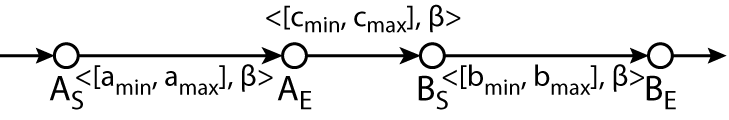 <[c_min, c_max], β>
<[a_min, a_max], β> <[b_min, b_max], β>
A_S A_E B_S B_E